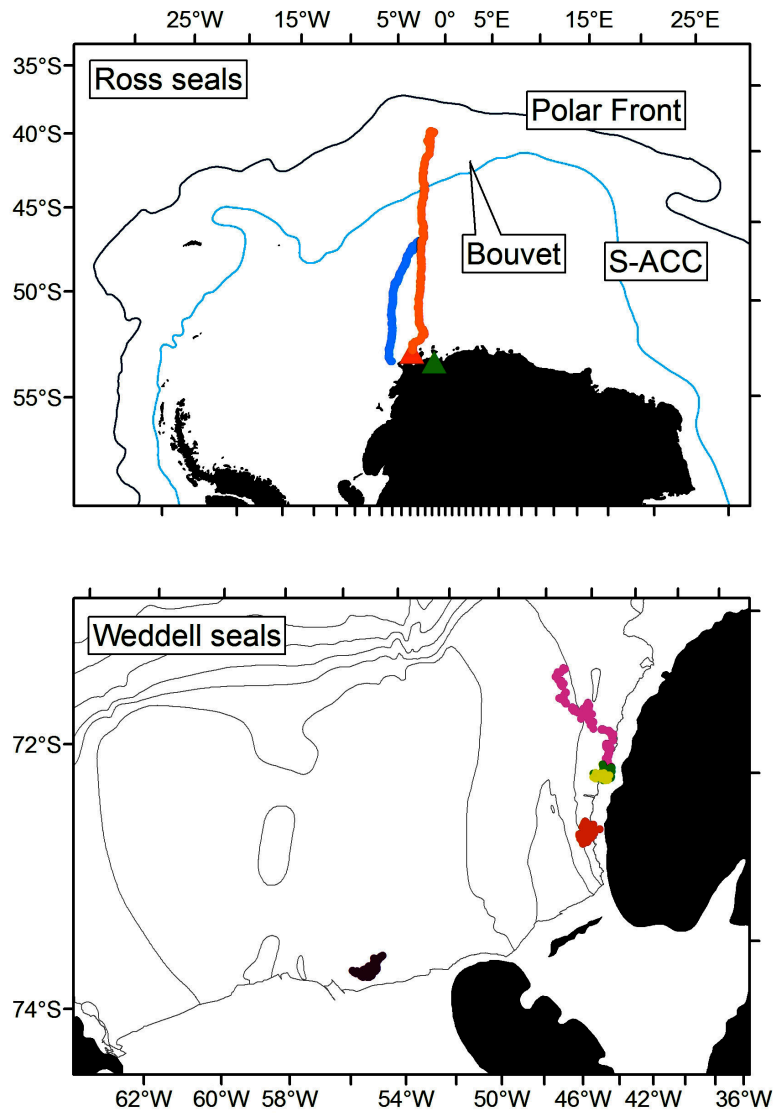 25°W 15°W 5°W 0° 5°E 15°E 25°E
35°S
Ross seals
Polar Front
40°S
45°S
Bouvet
S-ACC
50°S
55°S
Weddell seals
72°S
74°S
62°W 60°W 58°W 54°W 50°W 46°W 42°W 36°W